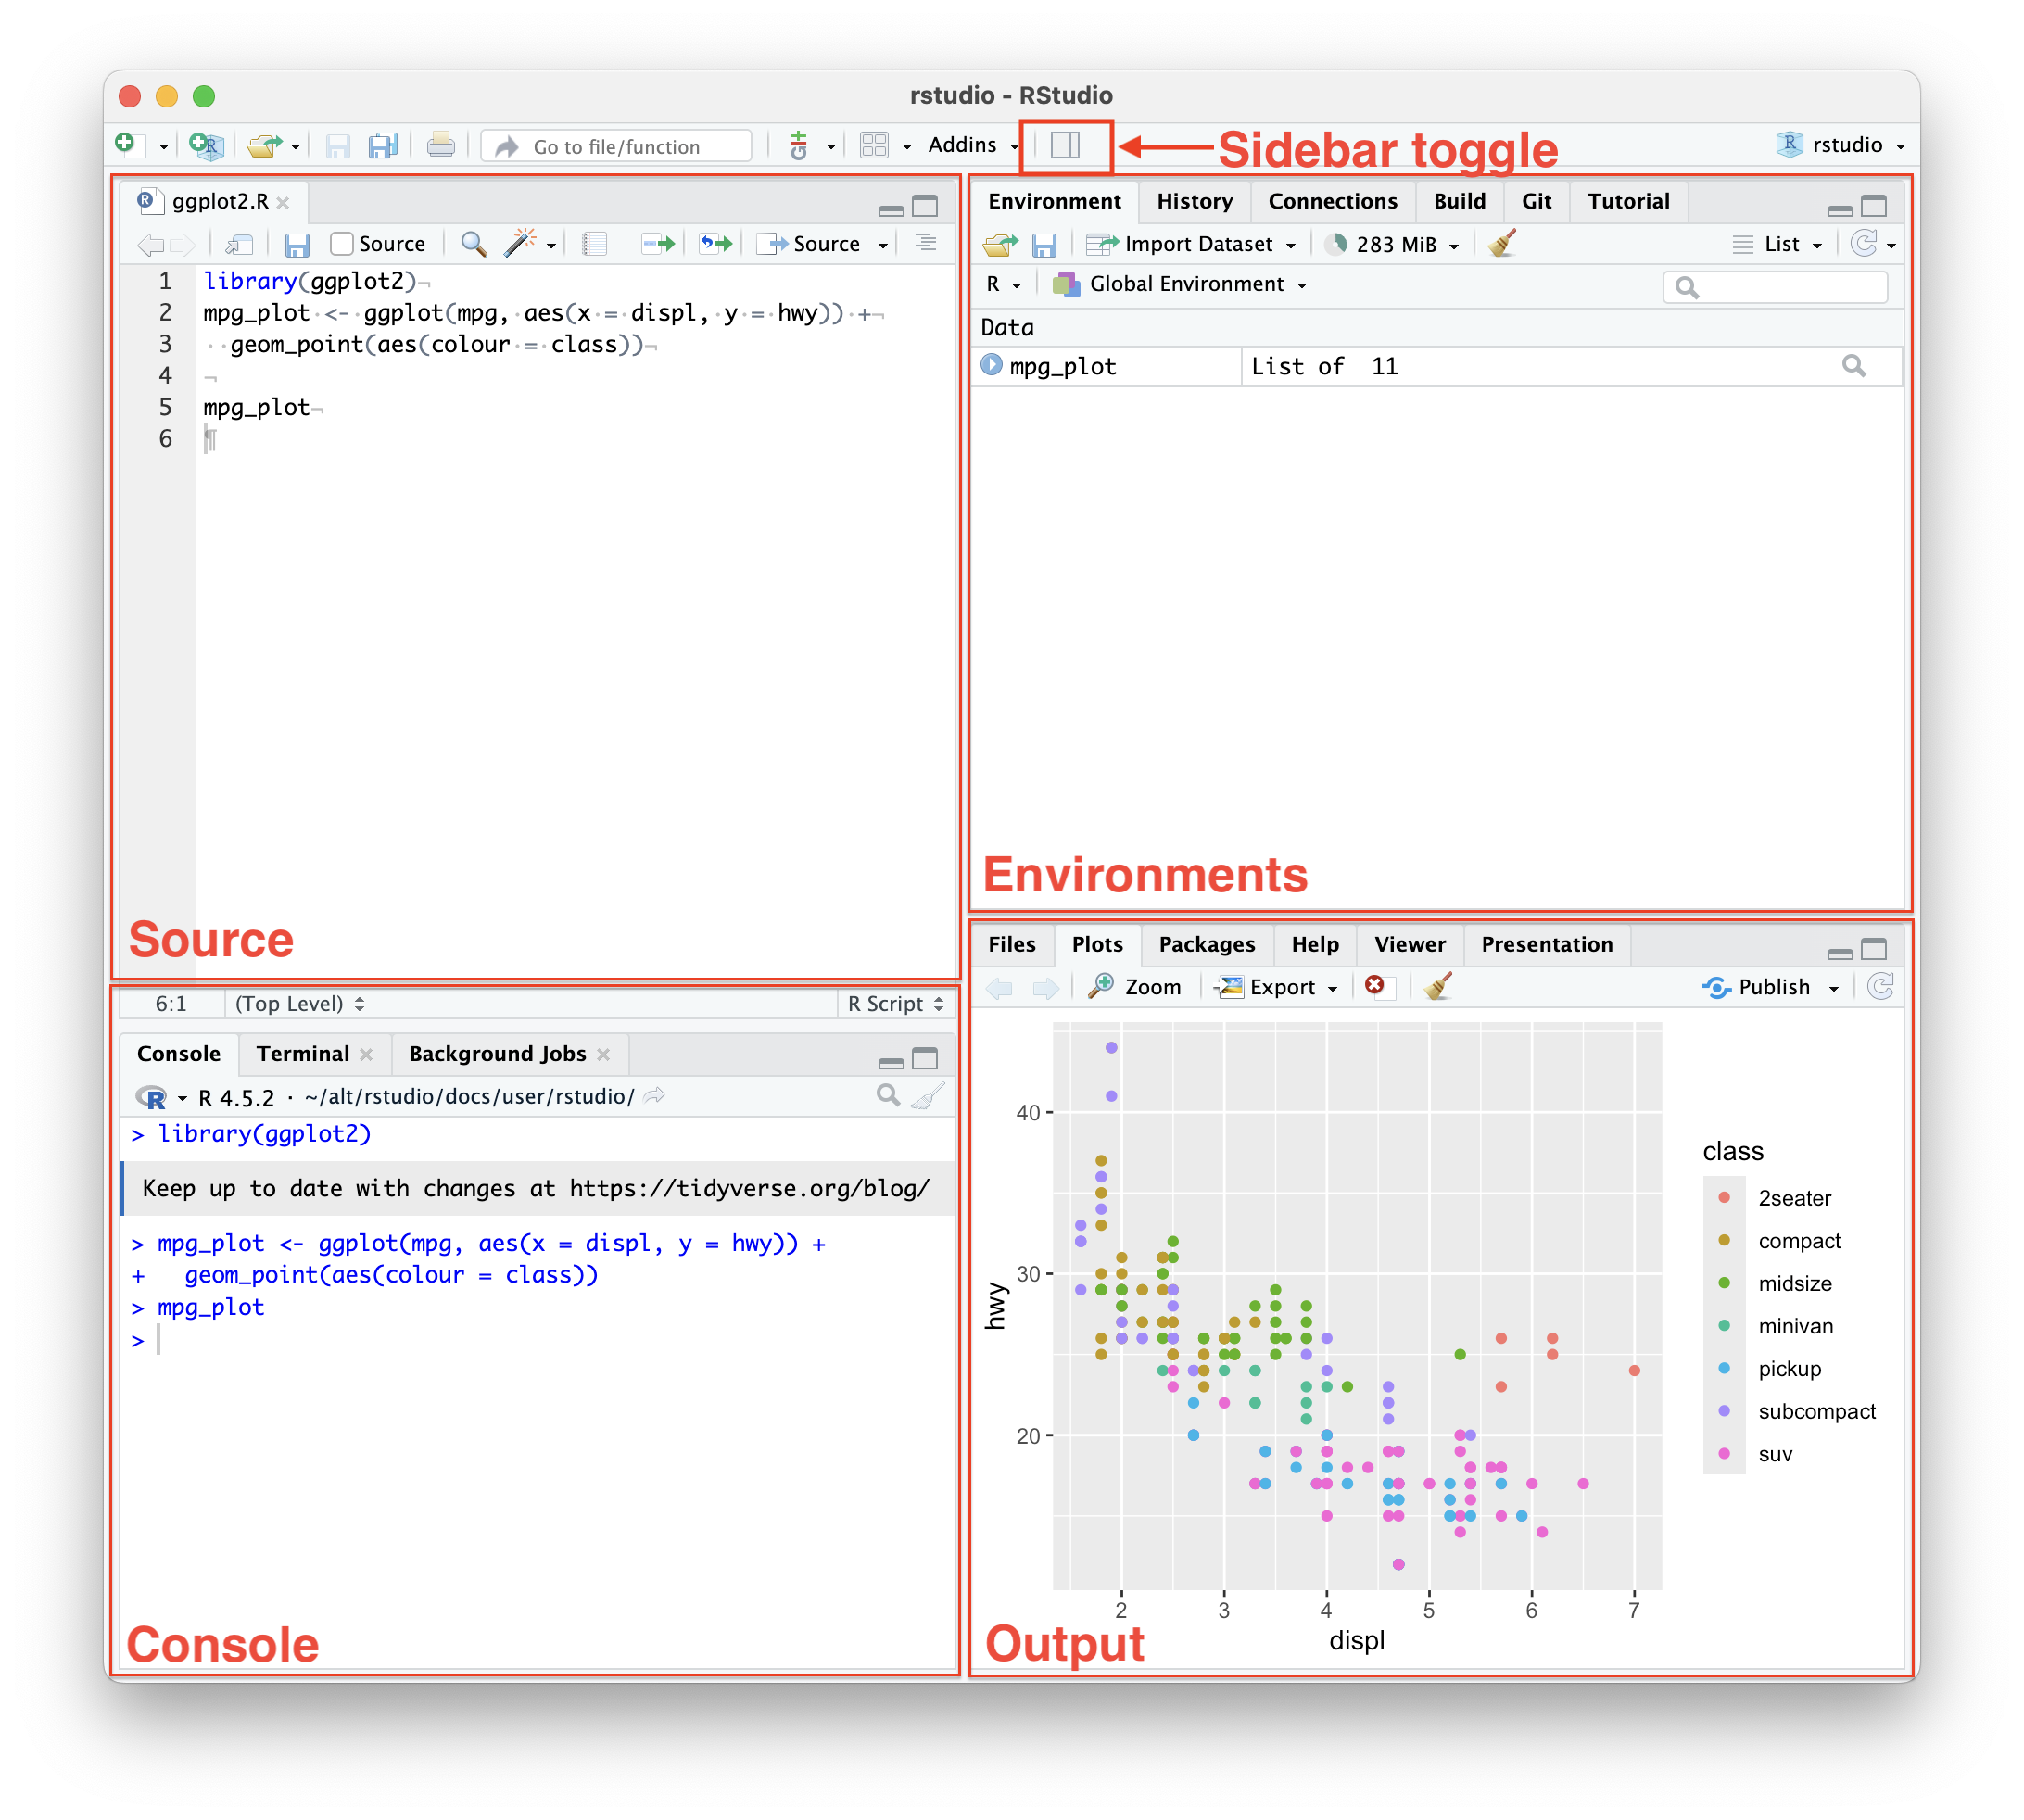 rstudio - RStudio
Go to file/function
Addins
Sidebar toggle
rstudio
ggplot2.R
Source
Source
1 library(ggplot2)¬
2 mpg_plot·<-·ggplot(mpg,·aes(x·=·displ,·y·=·hwy))·+¬
3 ··geom_point(aes(colour·=·class))¬
4 ¬
5 mpg_plot¬
6 ¶
Source
6:1 (Top Level) R Script
Console Terminal Background Jobs
R 4.5.2 · ~/alt/rstudio/docs/user/rstudio/
> library(ggplot2)
Keep up to date with changes at https://tidyverse.org/blog/
> mpg_plot <- ggplot(mpg, aes(x = displ, y = hwy)) +
+   geom_point(aes(colour = class))
> mpg_plot
>
Console
Environment History Connections Build Git Tutorial
Import Dataset 283 MiB List
R Global Environment
Data
mpg_plot List of  11
Environments
Files Plots Packages Help Viewer Presentation
Zoom Export Publish
40
30
20
hwy
2 3 4 5 6 7
displ
class
2seater
compact
midsize
minivan
pickup
subcompact
suv
Output